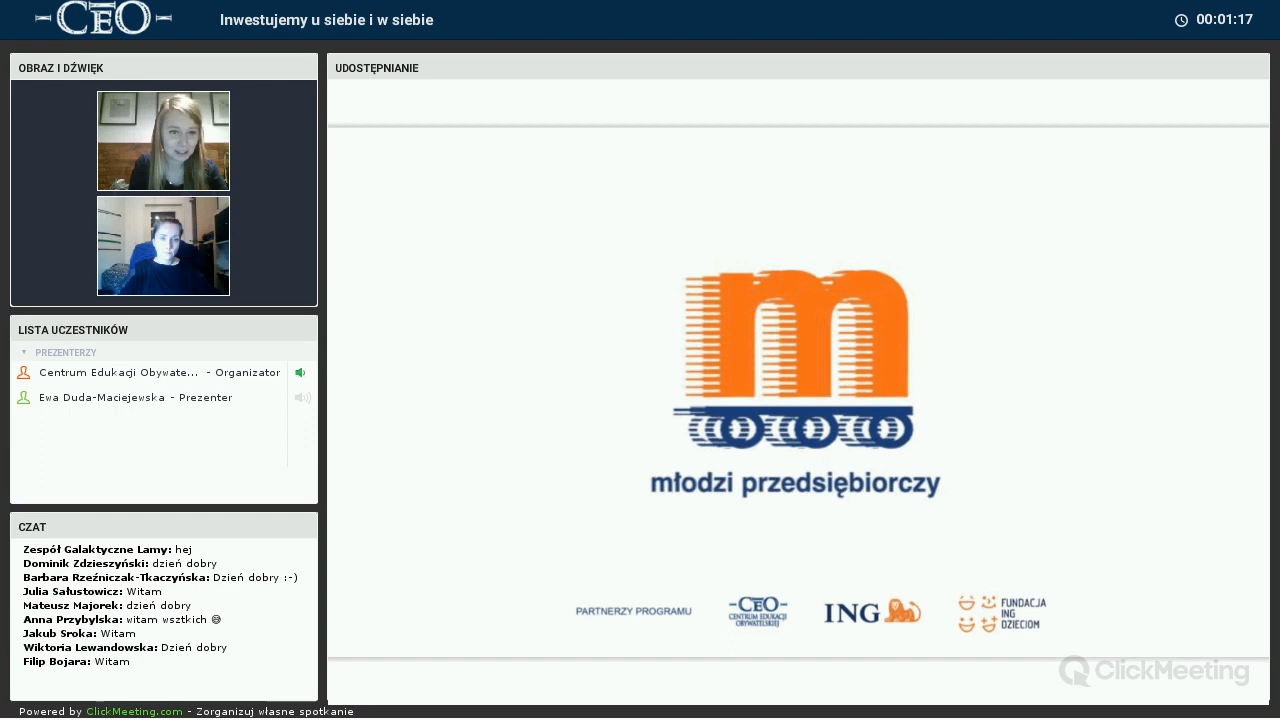 CEO
Inwestujemy u siebie i w siebie
00:01:17
OBRAZ I DŹWIĘK
UDOSTĘPNIANIE
LISTA UCZESTNIKÓW
PREZENTERZY
Centrum Edukacji Obywate... - Organizator
Ewa Duda-Maciejewska - Prezenter
m
młodzi przedsiębiorczy
CZAT
Zespół Galaktyczne Lamy: hej
Dominik Zdzieszyński: dzień dobry
Barbara Rzeźniczak-Tkaczyńska: Dzień dobry :-)
Julia Sałustowicz: Witam
Mateusz Majorek: dzień dobry
Anna Przybylska: witam wsztkich 😄
Jakub Sroka: Witam
Wiktoria Lewandowska: Dzień dobry
Filip Bojara: Witam
PARTNERZY PROGRAMU
CEO
CENTRUM EDUKACJI
OBYWATELSKIEJ
ING
FUNDACJA
ING
DZIECIOM
ClickMeeting
Powered by ClickMeeting.com - Zorganizuj własne spotkanie